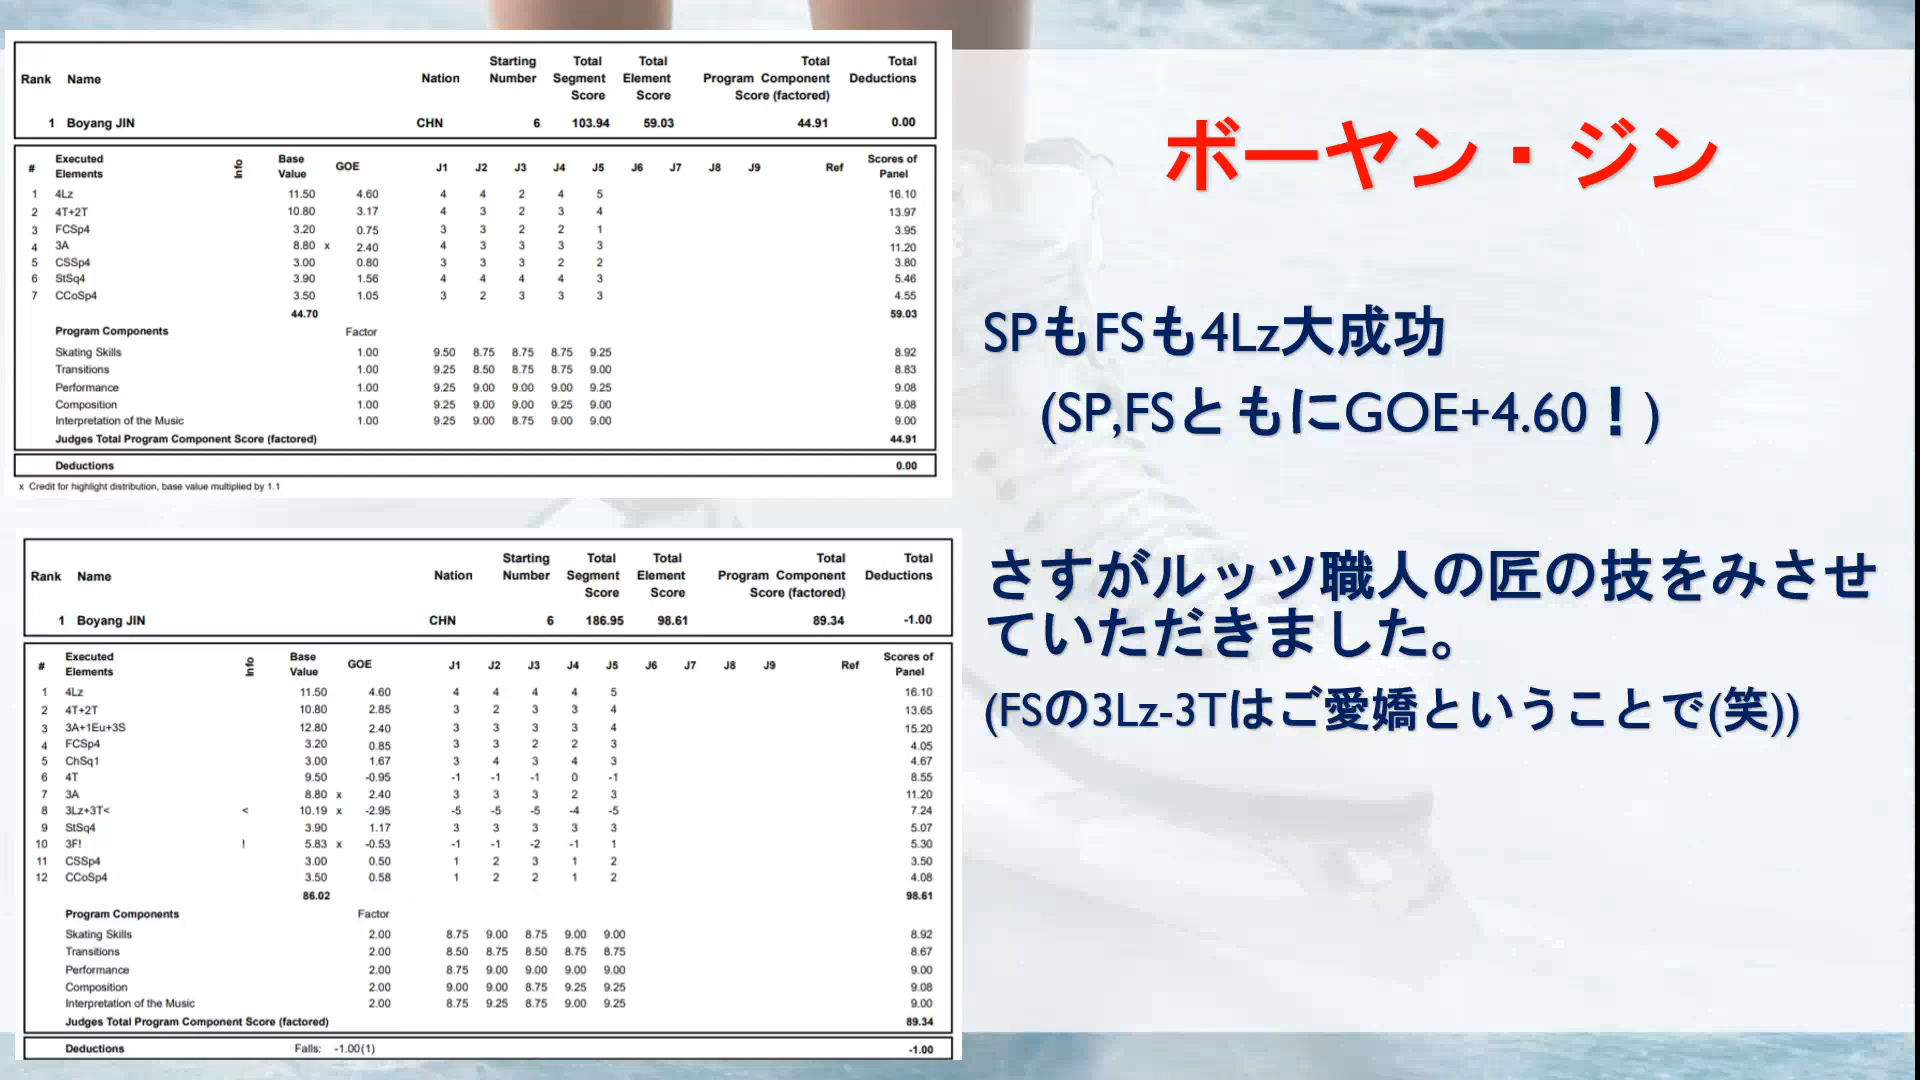 Rank Name Nation Starting Number Total Segment Score Total Element Score Total Program Component Score (factored) Total Deductions
1 Boyang JIN CHN 6 103.94 59.03 44.91 0.00
# Executed Elements Info Base Value GOE J1 J2 J3 J4 J5 J6 J7 J8 J9 Ref Scores of Panel
1 4Lz 11.50 4.60 4 4 2 4 5 16.10
2 4T+2T 10.80 3.17 4 3 2 3 4 13.97
3 FCSp4 3.20 0.75 3 3 2 2 1 3.95
4 3A 8.80 x 2.40 4 3 3 3 3 11.20
5 CSSp4 3.00 0.80 3 3 3 2 2 3.80
6 StSq4 3.90 1.56 4 4 4 4 3 5.46
7 CCoSp4 3.50 1.05 3 2 3 3 3 4.55
44.70 59.03
Program Components Factor
Skating Skills 1.00 9.50 8.75 8.75 8.75 9.25 8.92
Transitions 1.00 9.25 8.50 8.75 8.75 9.00 8.83
Performance 1.00 9.25 9.00 9.00 9.00 9.25 9.08
Composition 1.00 9.25 9.00 9.00 9.25 9.00 9.08
Interpretation of the Music 1.00 9.25 9.00 8.75 9.00 9.00 9.00
Judges Total Program Component Score (factored) 44.91
Deductions 0.00
x Credit for highlight distribution, base value multiplied by 1.1
Rank Name Nation Starting Number Total Segment Score Total Element Score Total Program Component Score (factored) Total Deductions
1 Boyang JIN CHN 6 186.95 98.61 89.34 -1.00
# Executed Elements Info Base Value GOE J1 J2 J3 J4 J5 J6 J7 J8 J9 Ref Scores of Panel
1 4Lz 11.50 4.60 4 4 4 4 5 16.10
2 4T+2T 10.80 2.85 3 2 3 3 4 13.65
3 3A+1Eu+3S 12.80 2.40 3 3 3 3 4 15.20
4 FCSp4 3.20 0.85 3 3 2 2 3 4.05
5 ChSq1 3.00 1.67 3 4 3 4 3 4.67
6 4T 9.50 -0.95 -1 -1 -1 0 -1 8.55
7 3A 8.80 x 2.40 3 3 3 2 3 11.20
8 3Lz+3T< < 10.19 x -2.95 -5 -5 -5 -4 -5 7.24
9 StSq4 3.90 1.17 3 3 3 3 3 5.07
10 3F! ! 5.83 x -0.53 -1 -1 -2 -1 1 5.30
11 CSSp4 3.00 0.50 1 2 3 1 2 3.50
12 CCoSp4 3.50 0.58 1 2 2 1 2 4.08
86.02 98.61
Program Components Factor
Skating Skills 2.00 8.75 9.00 8.75 9.00 9.00 8.92
Transitions 2.00 8.50 8.75 8.50 8.75 8.75 8.67
Performance 2.00 8.75 9.00 9.00 9.00 9.00 9.00
Composition 2.00 9.00 9.00 8.75 9.25 9.25 9.08
Interpretation of the Music 2.00 8.75 9.25 8.75 9.00 9.25 9.00
Judges Total Program Component Score (factored) 89.34
Deductions Falls: -1.00(1) -1.00
ボーヤン・ジン
SPもFSも4Lz大成功
(SP,FSともにGOE+4.60！)
さすがルッツ職人の匠の技をみさせ
ていただきました。
(FSの3Lz-3Tはご愛嬌ということで(笑))